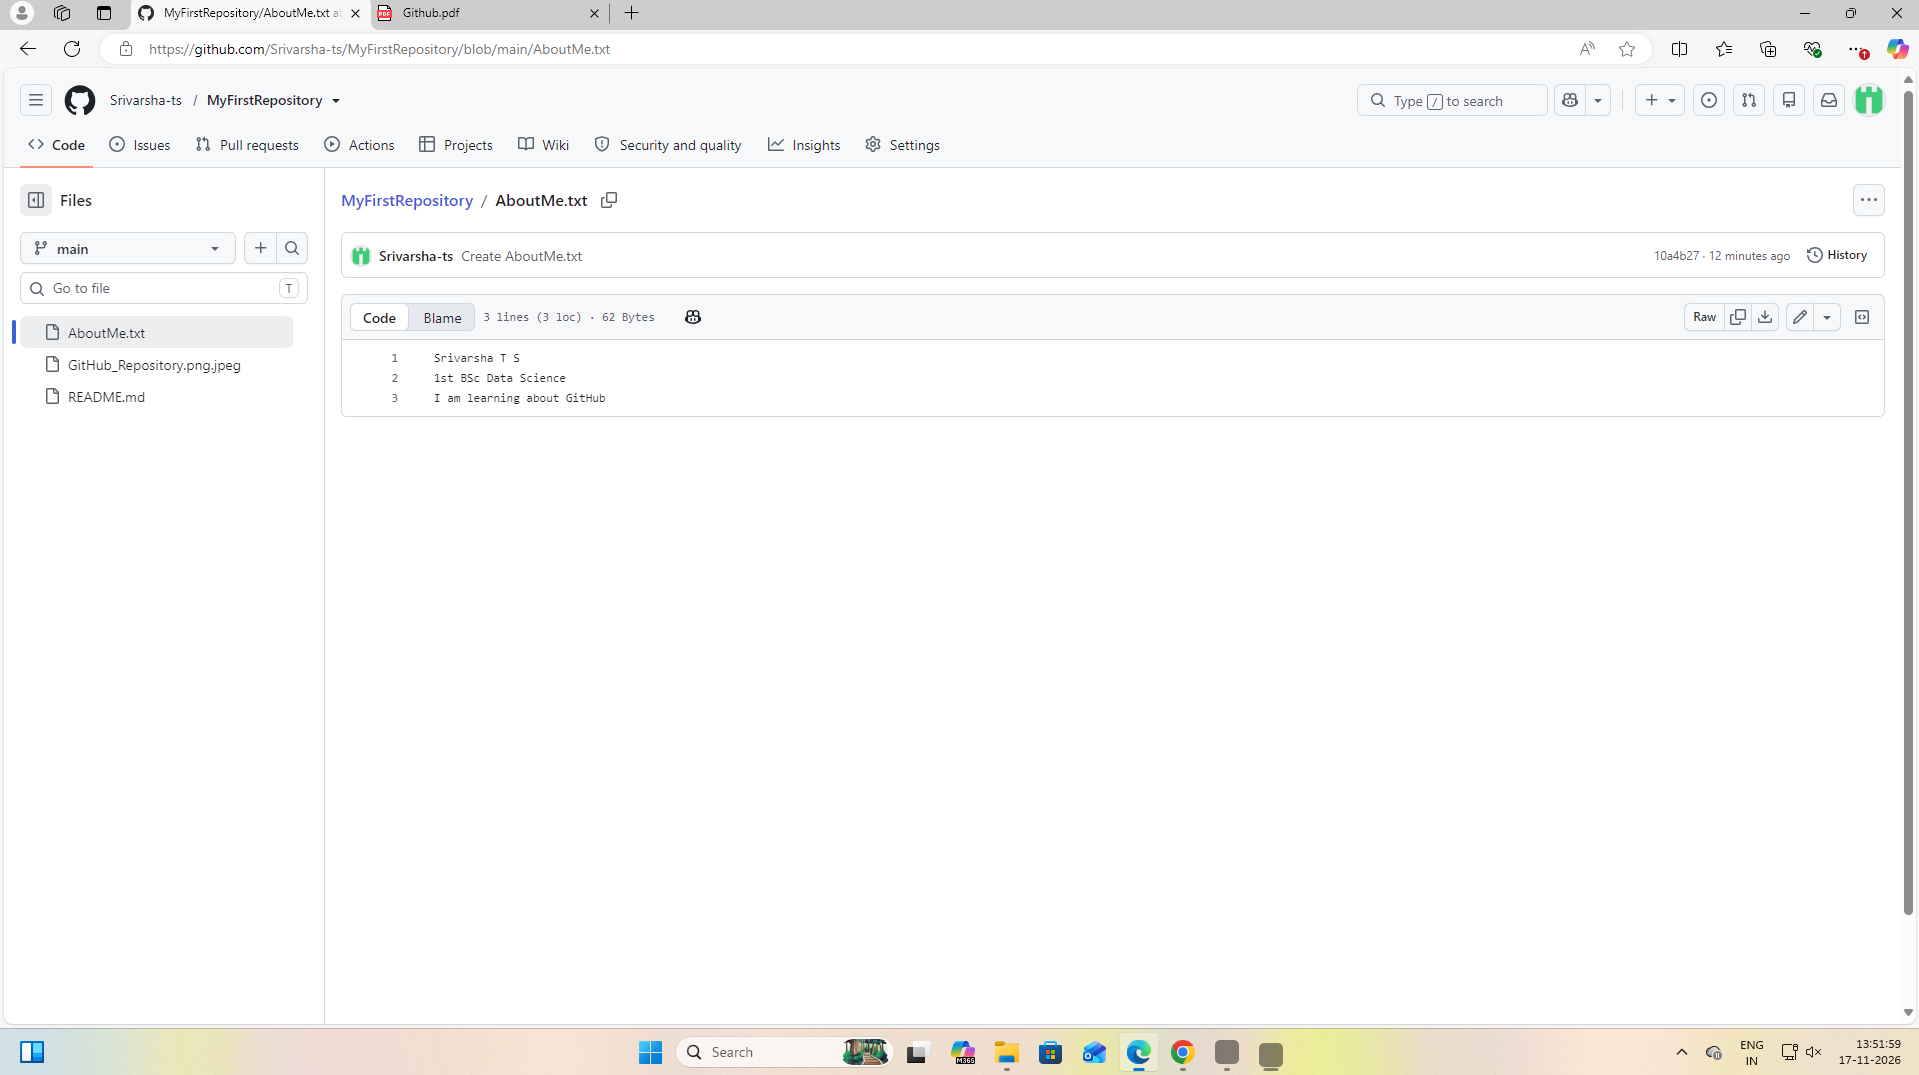 MyFirstRepository/AboutMe.txt at
Github.pdf
https://github.com/Srivarsha-ts/MyFirstRepository/blob/main/AboutMe.txt
Srivarsha-ts / MyFirstRepository
Type / to search
Code
Issues
Pull requests
Actions
Projects
Wiki
Security and quality
Insights
Settings
Files
main
Go to file
T
AboutMe.txt
GitHub_Repository.png.jpeg
README.md
MyFirstRepository / AboutMe.txt
Srivarsha-ts Create AboutMe.txt
10a4b27 · 12 minutes ago
History
Code
Blame
3 lines (3 loc) · 62 Bytes
Raw
1 Srivarsha T S
2 1st BSc Data Science
3 I am learning about GitHub
Search
M365
ENG
IN
13:51:59
17-11-2026